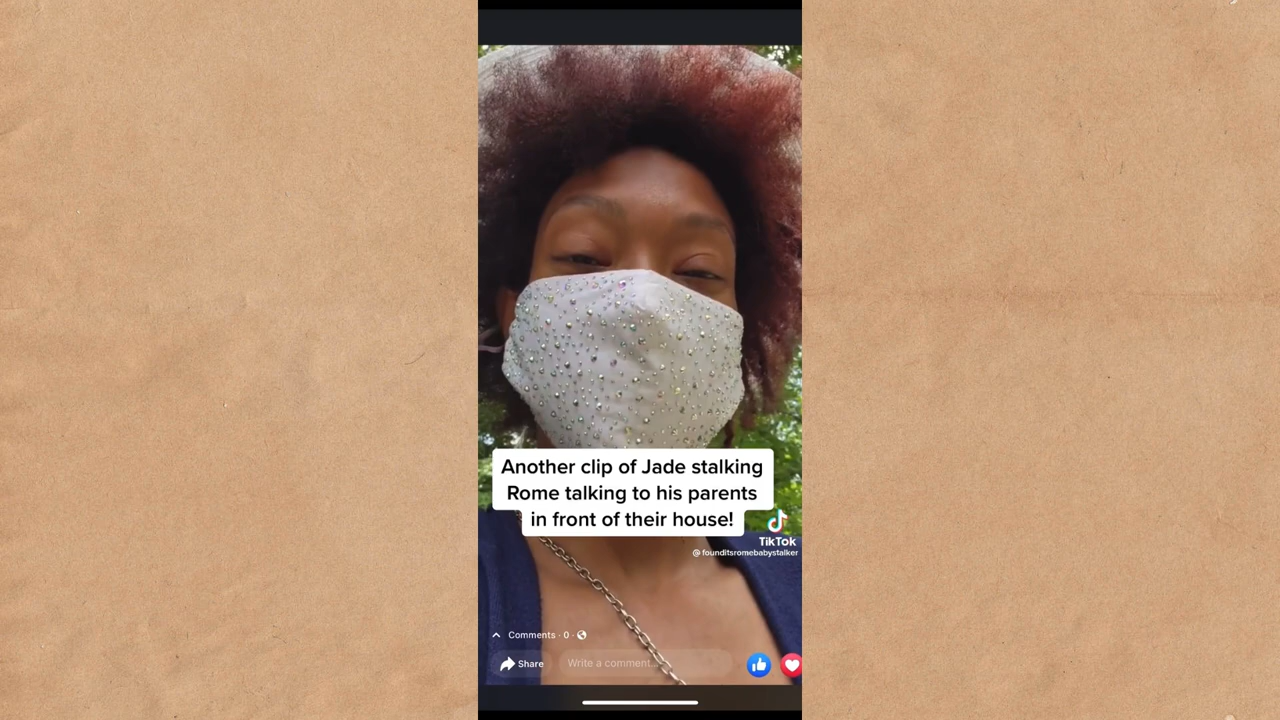 Another clip of Jade stalking
Rome talking to his parents
in front of their house!
TikTok
@ founditsromebabystalker
Comments · 0 ·
Share
Write a comment...